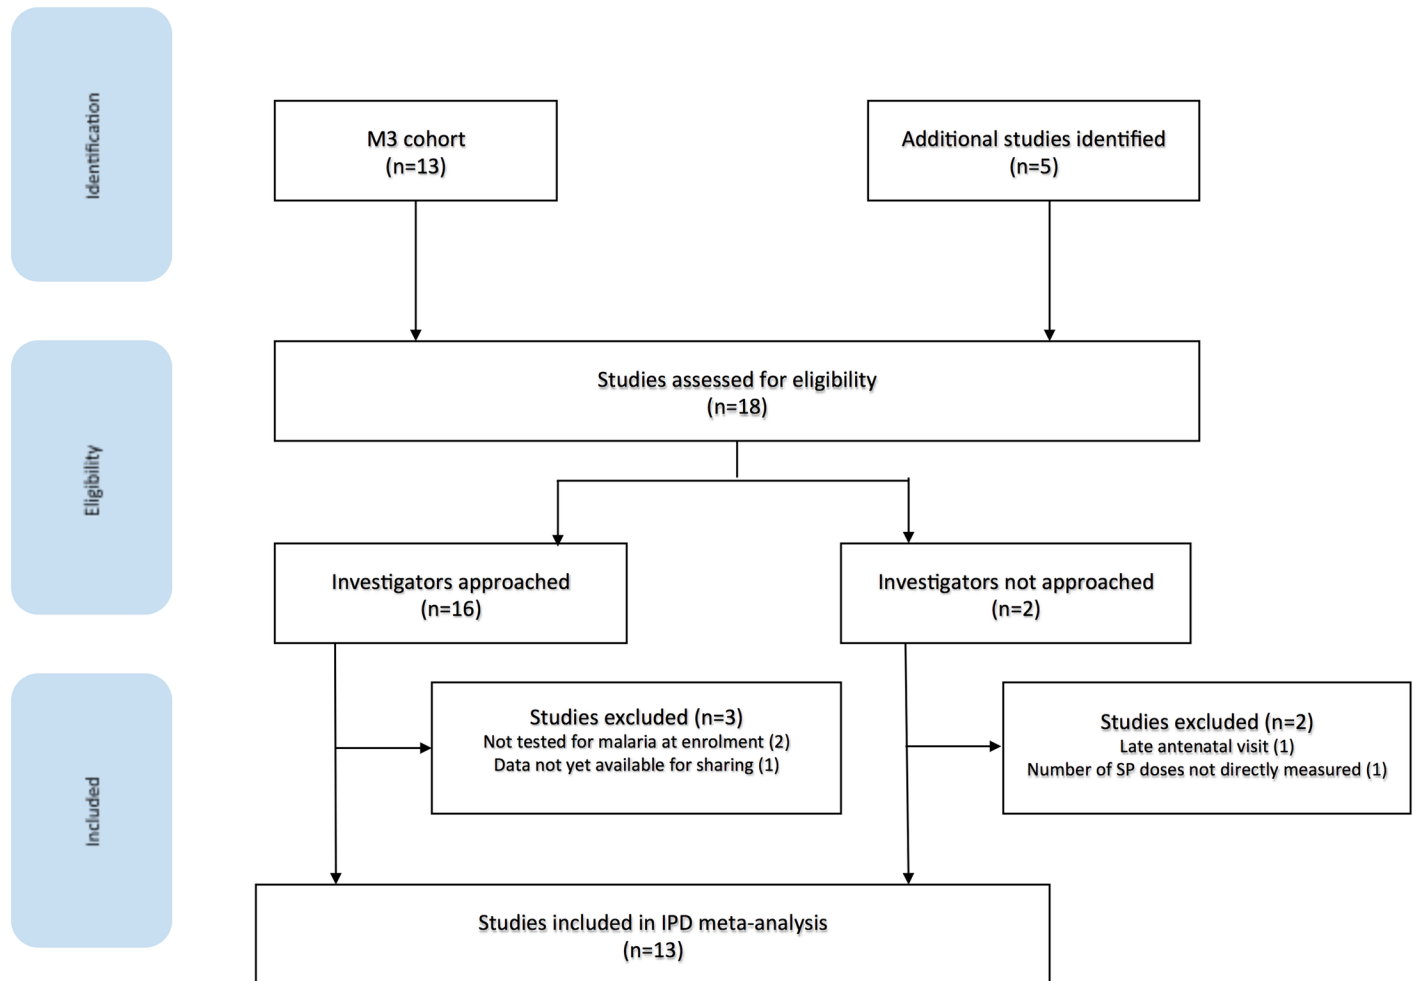 Identification
M3 cohort
(n=13)
Additional studies identified
(n=5)
Eligibility
Studies assessed for eligibility
(n=18)
Investigators approached
(n=16)
Investigators not approached
(n=2)
Included
Studies excluded (n=3)
Not tested for malaria at enrolment (2)
Data not yet available for sharing (1)
Studies excluded (n=2)
Late antenatal visit (1)
Number of SP doses not directly measured (1)
Studies included in IPD meta-analysis
(n=13)